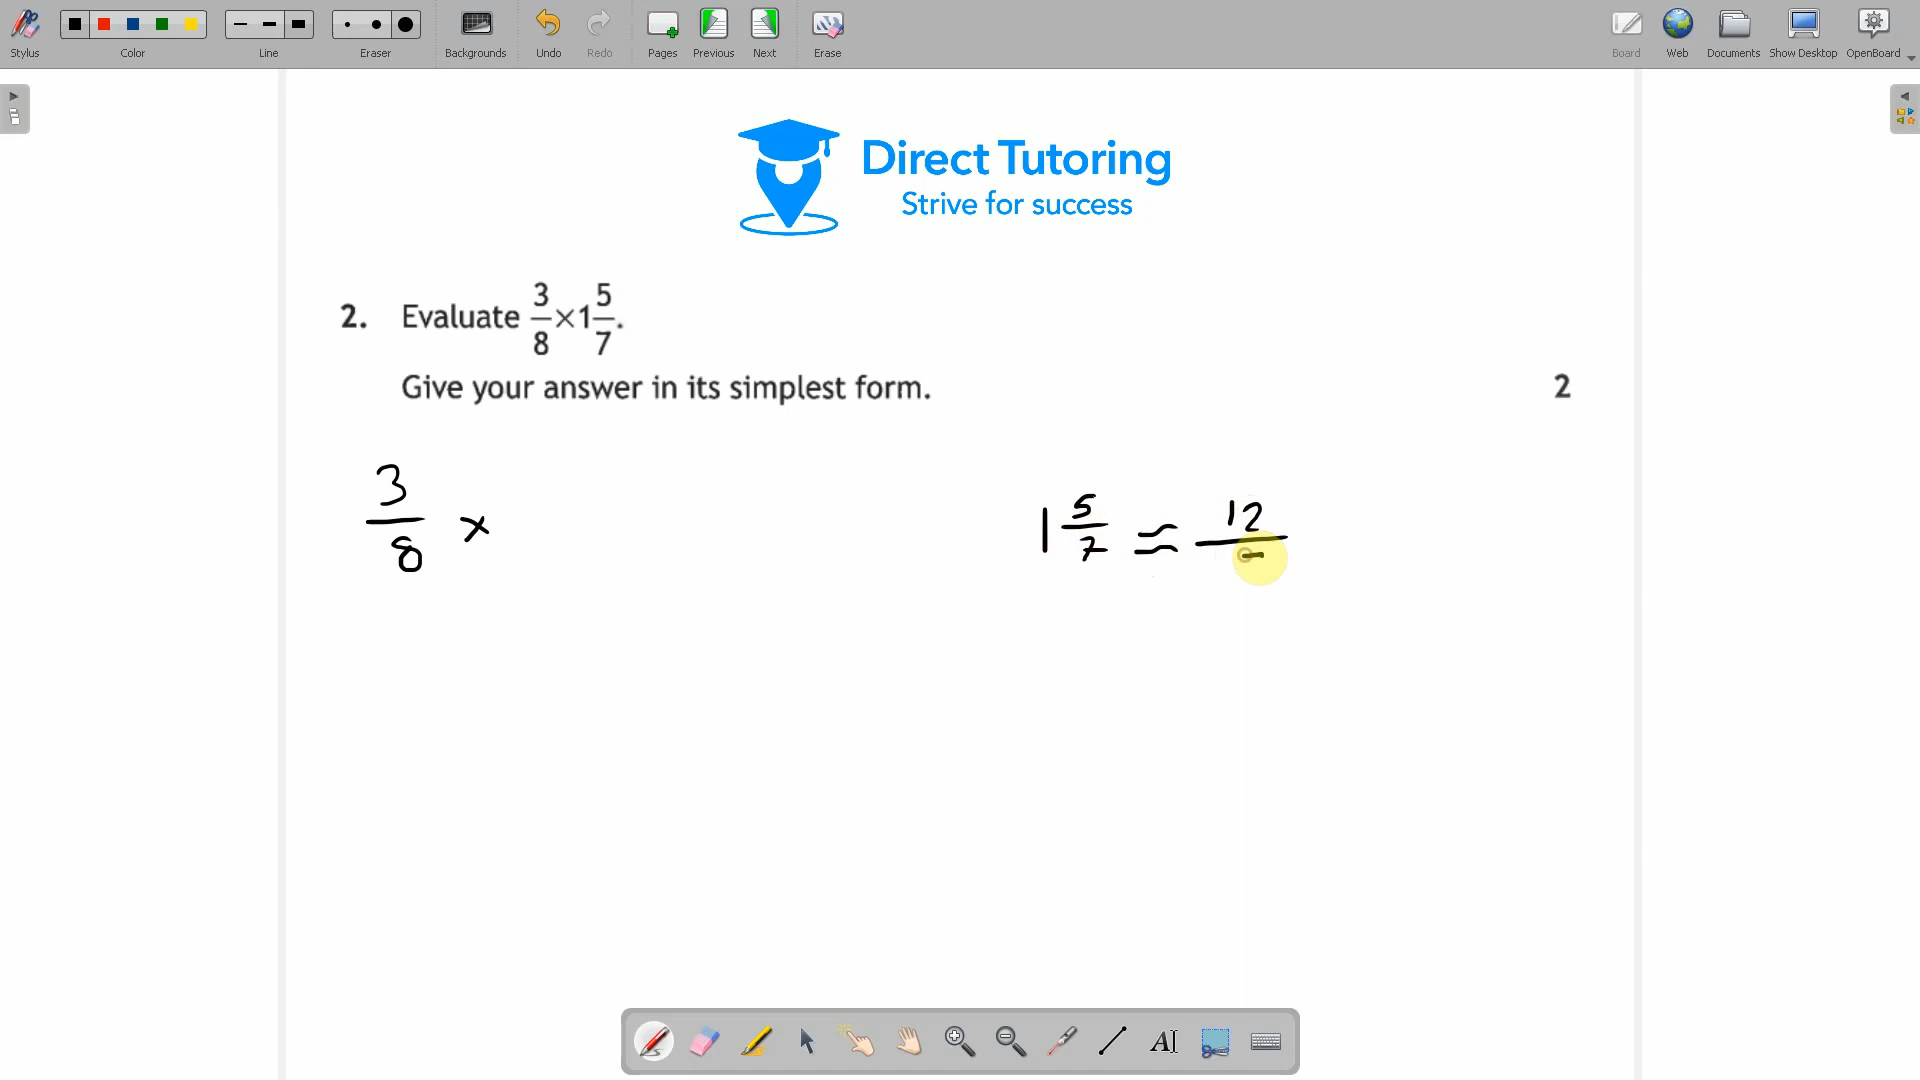 Stylus Color Line Eraser Backgrounds Undo Redo Pages Previous Next Erase Board Web Documents Show Desktop OpenBoard
Direct Tutoring
Strive for success
2. Evaluate 3/8×1 5/7.
Give your answer in its simplest form. 2
3/8 × 1 5/7 ≈ 12/